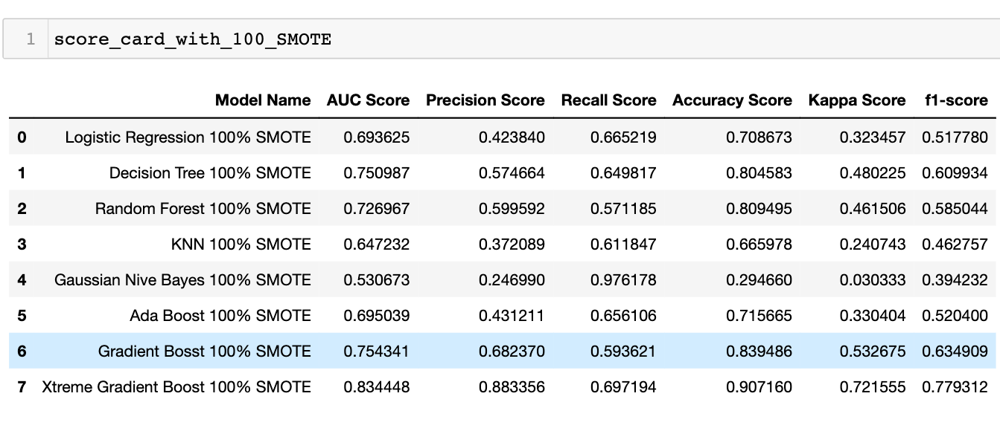 1 score_card_with_100_SMOTE
Model Name AUC Score Precision Score Recall Score Accuracy Score Kappa Score f1-score
0 Logistic Regression 100% SMOTE 0.693625 0.423840 0.665219 0.708673 0.323457 0.517780
1 Decision Tree 100% SMOTE 0.750987 0.574664 0.649817 0.804583 0.480225 0.609934
2 Random Forest 100% SMOTE 0.726967 0.599592 0.571185 0.809495 0.461506 0.585044
3 KNN 100% SMOTE 0.647232 0.372089 0.611847 0.665978 0.240743 0.462757
4 Gaussian Nive Bayes 100% SMOTE 0.530673 0.246990 0.976178 0.294660 0.030333 0.394232
5 Ada Boost 100% SMOTE 0.695039 0.431211 0.656106 0.715665 0.330404 0.520400
6 Gradient Bosst 100% SMOTE 0.754341 0.682370 0.593621 0.839486 0.532675 0.634909
7 Xtreme Gradient Boost 100% SMOTE 0.834448 0.883356 0.697194 0.907160 0.721555 0.779312